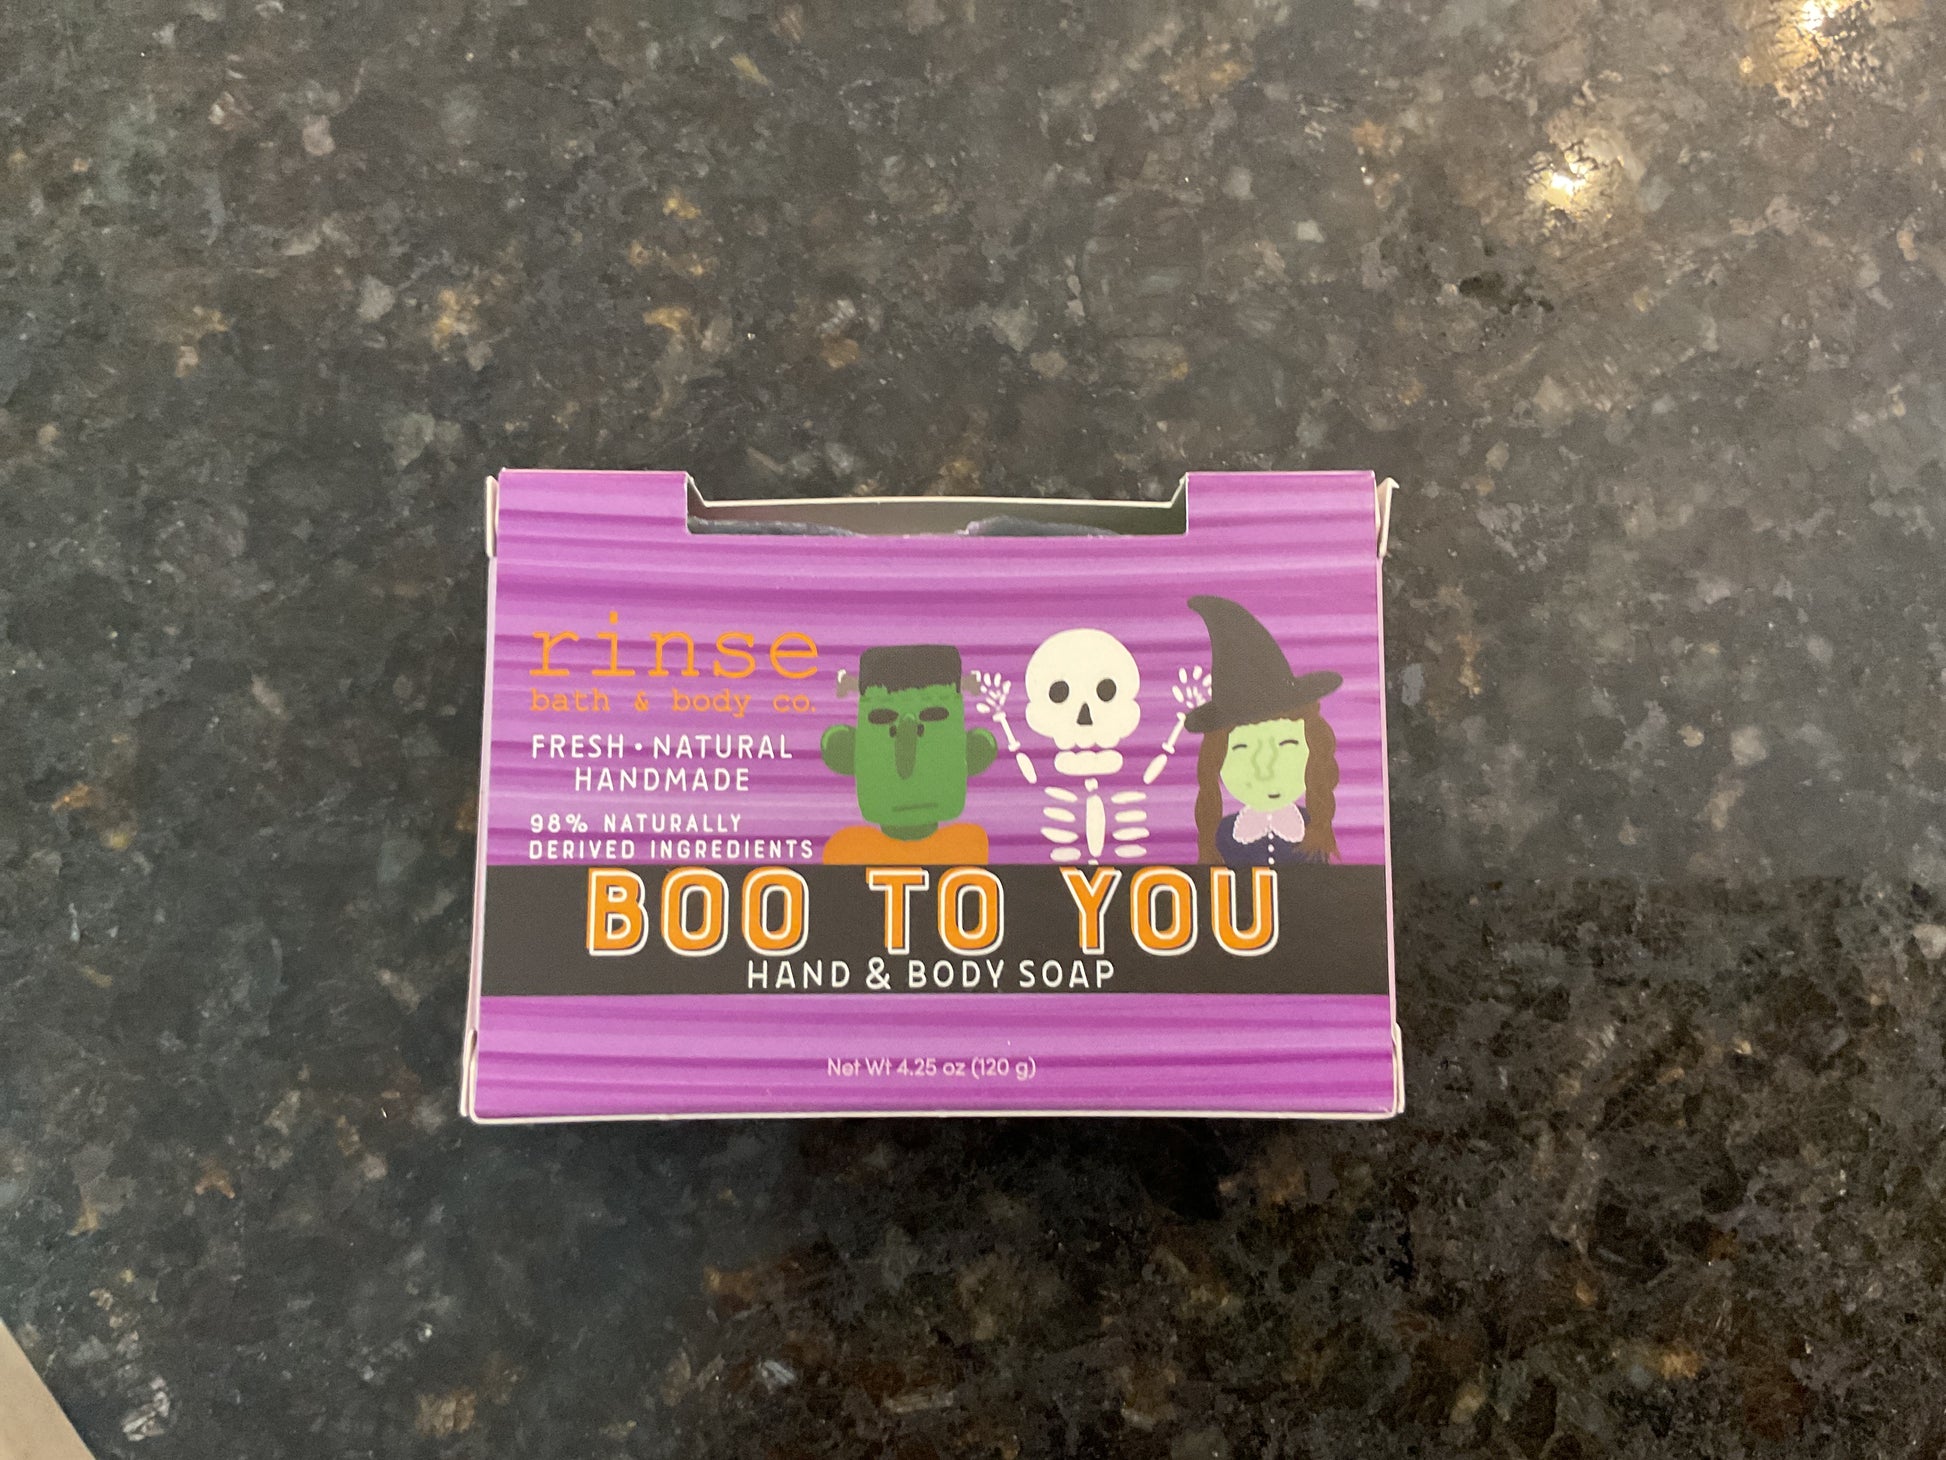 rinse
bath & body co.
FRESH • NATURAL
HANDMADE
98% NATURALLY
DERIVED INGREDIENTS
BOO TO YOU
HAND & BODY SOAP
Net Wt 4.25 oz (120 g)